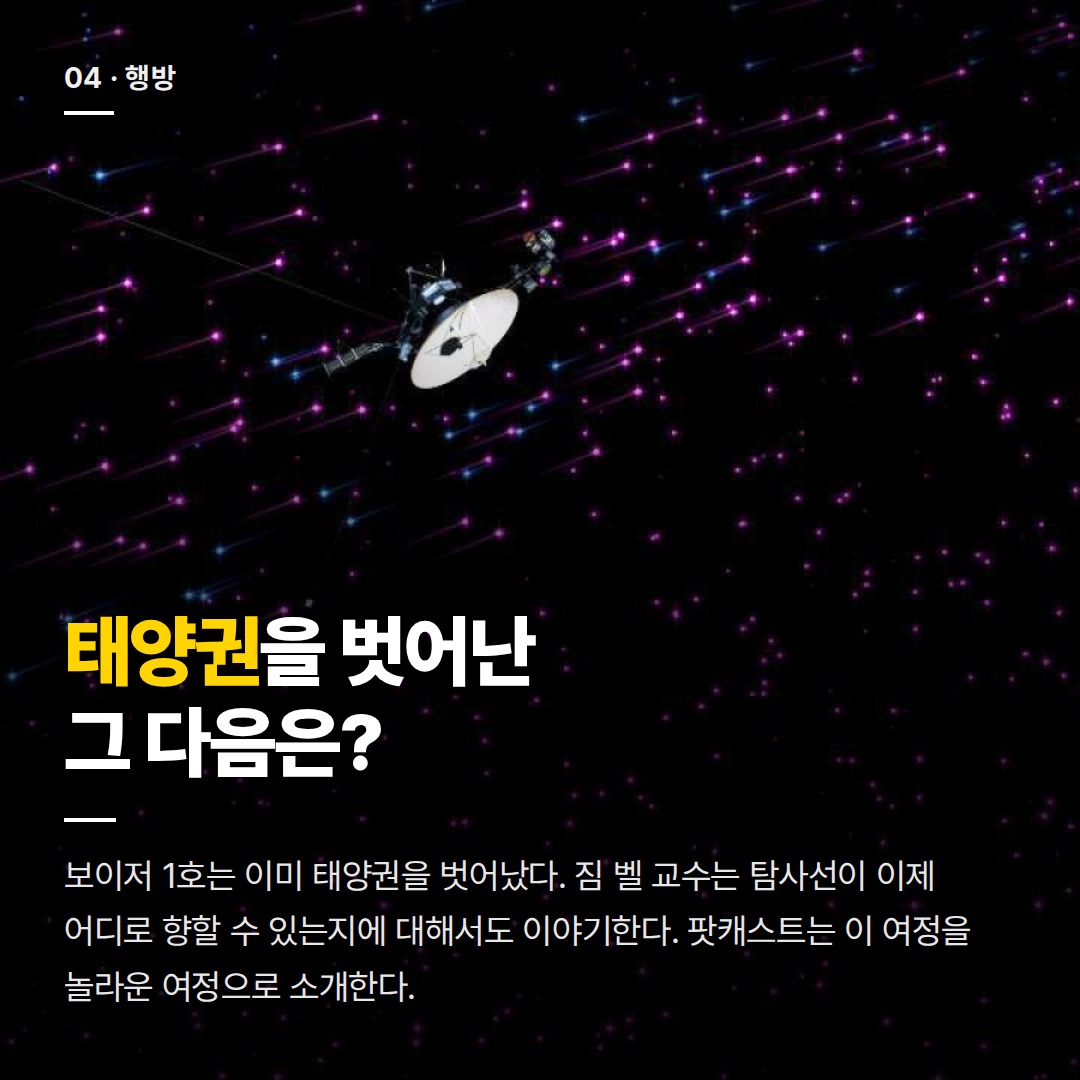 04 · 행방
태양권을 벗어난
그 다음은?
보이저 1호는 이미 태양권을 벗어났다. 짐 벨 교수는 탐사선이 이제
어디로 향할 수 있는지에 대해서도 이야기한다. 팟캐스트는 이 여정을
놀라운 여정으로 소개한다.